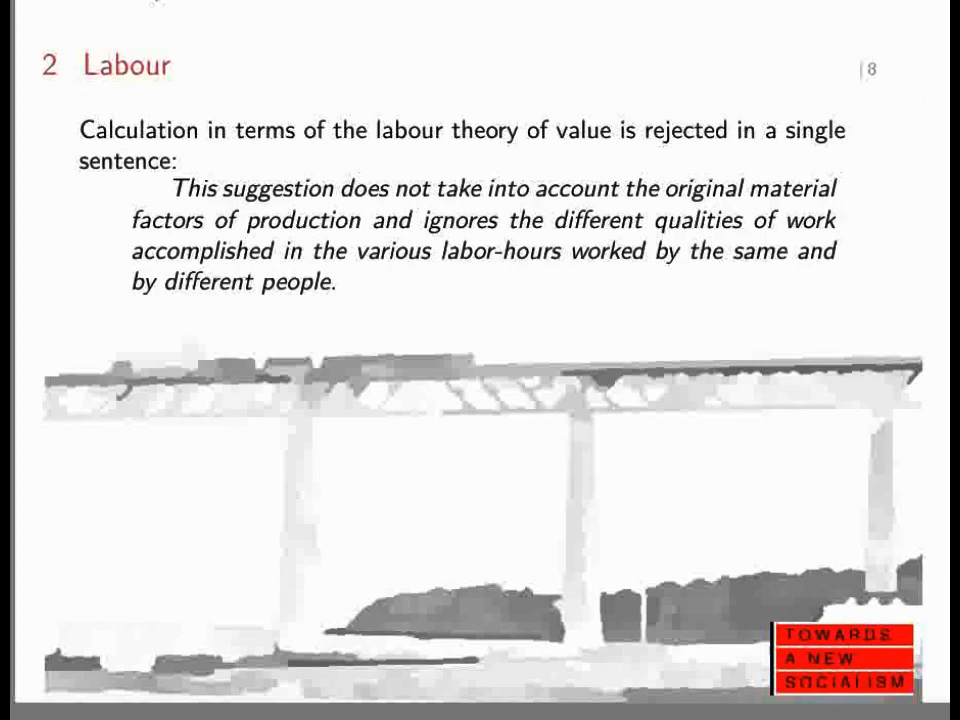 2 Labour
| 8
Calculation in terms of the labour theory of value is rejected in a single
sentence:
This suggestion does not take into account the original material
factors of production and ignores the different qualities of work
accomplished in the various labor-hours worked by the same and
by different people.
TOWARDS
A NEW
SOCIALISM